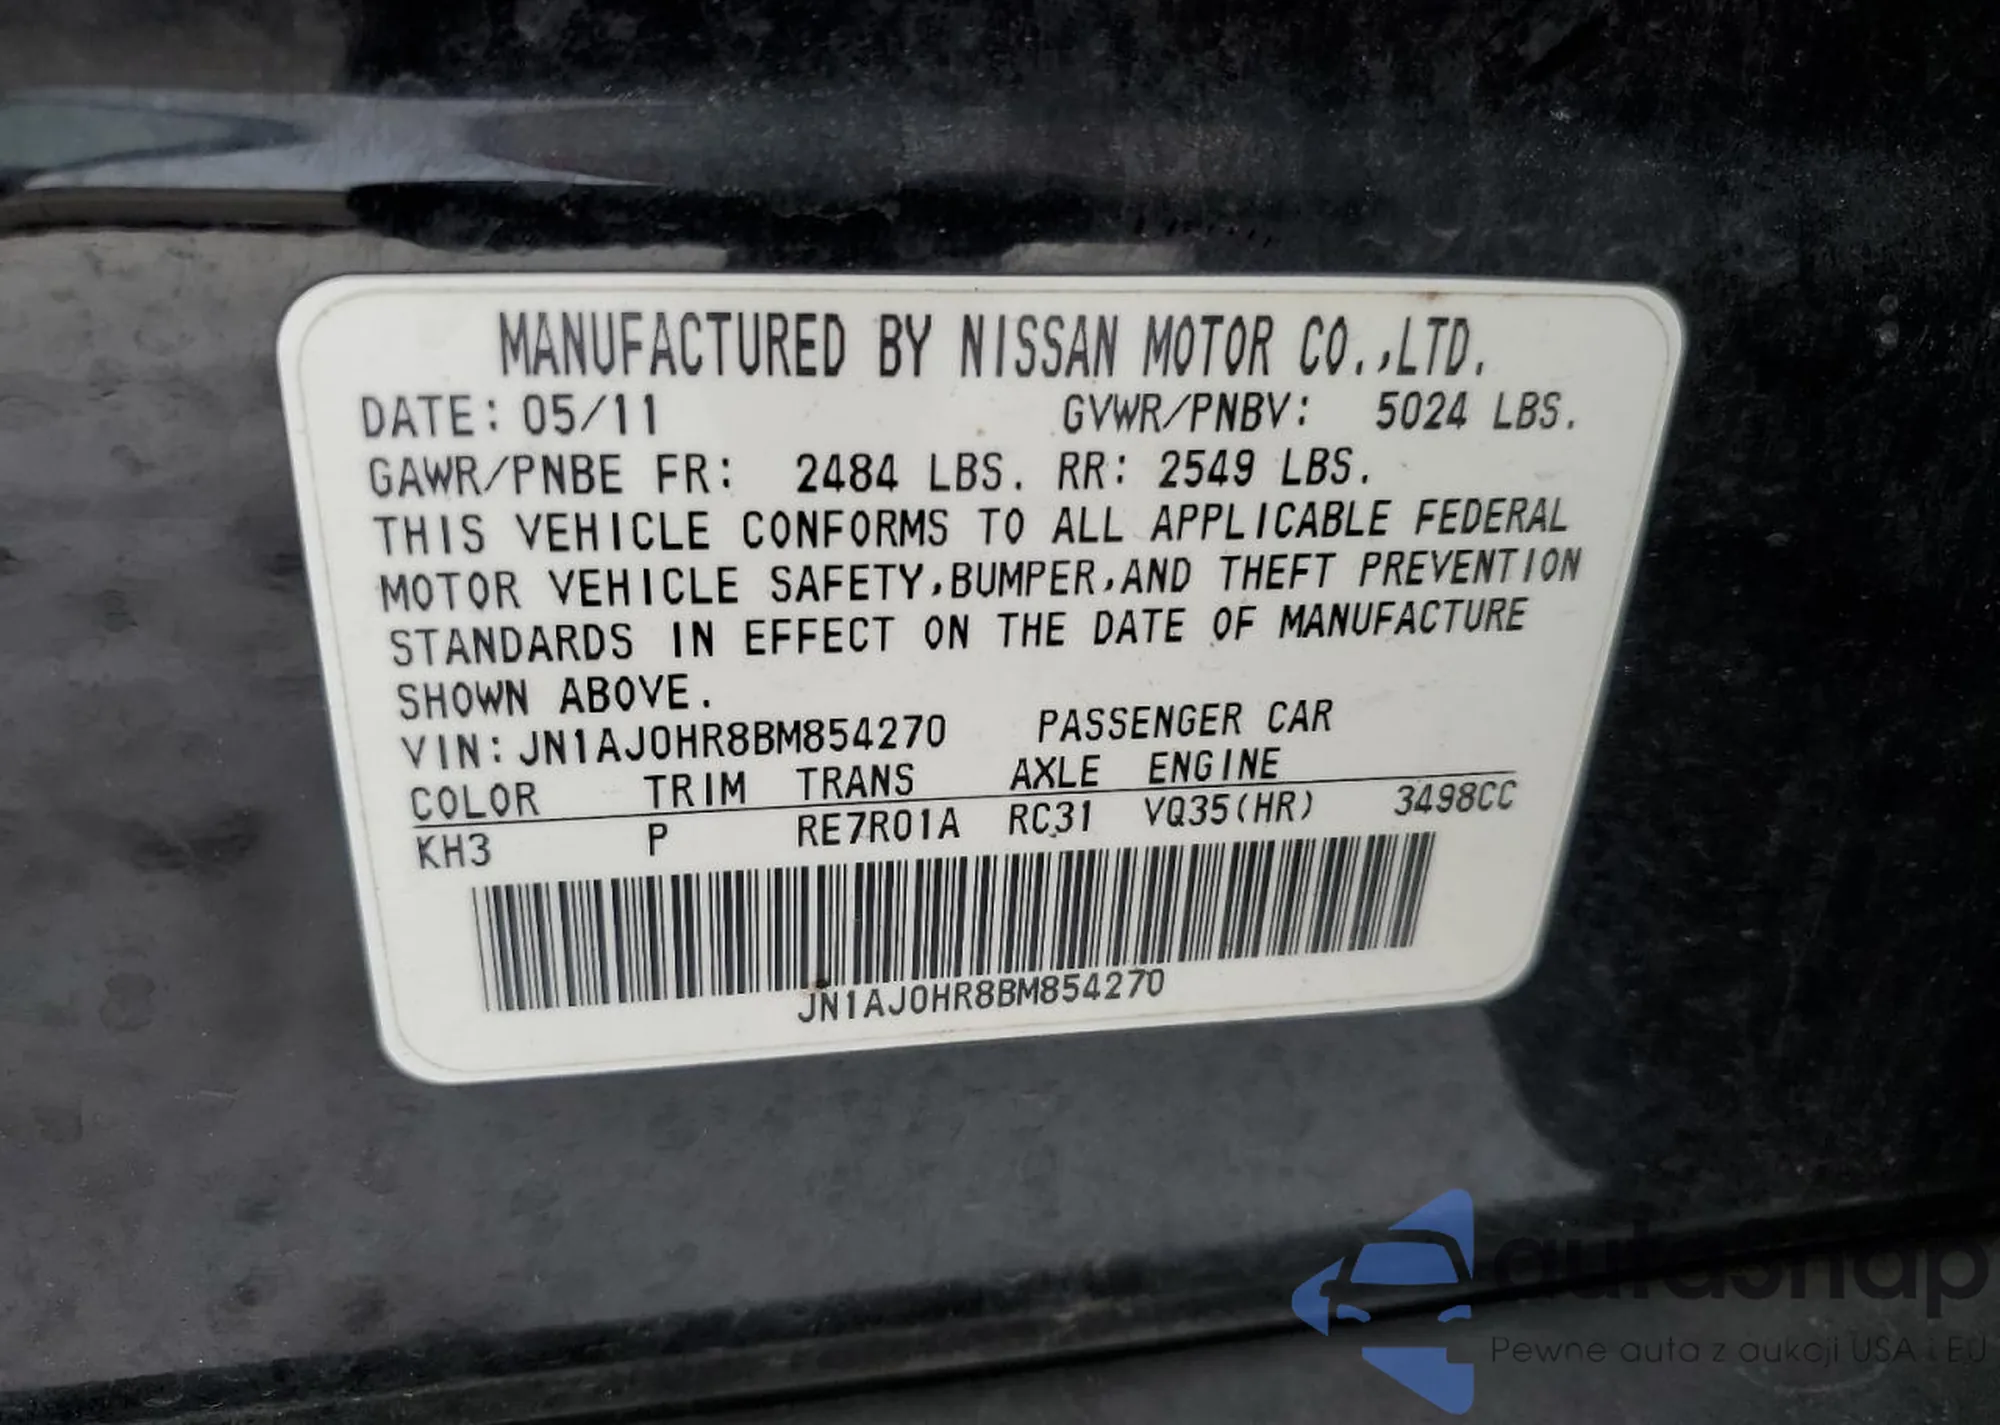 MANUFACTURED BY NISSAN MOTOR CO.,LTD.
DATE: 05/11 GVWR/PNBV: 5024 LBS.
GAWR/PNBE FR: 2484 LBS. RR: 2549 LBS.
THIS VEHICLE CONFORMS TO ALL APPLICABLE FEDERAL
MOTOR VEHICLE SAFETY,BUMPER,AND THEFT PREVENTION
STANDARDS IN EFFECT ON THE DATE OF MANUFACTURE
SHOWN ABOVE.
VIN: JN1AJ0HR8BM854270 PASSENGER CAR
COLOR TRIM TRANS AXLE ENGINE
KH3 P RE7R01A RC31 VQ35(HR) 3498CC
JN1AJ0HR8BM854270
autosnap
Pewne auta z aukcji USA i EU